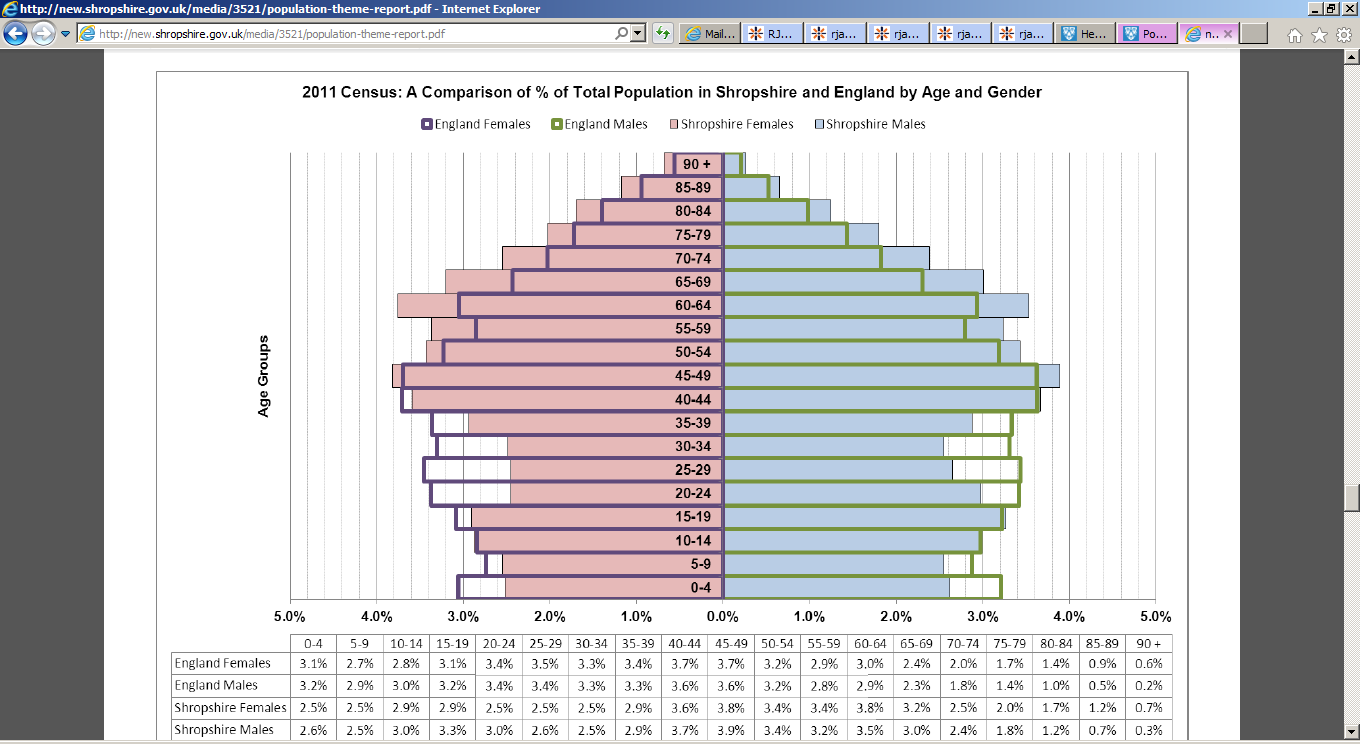 http://new.shropshire.gov.uk/media/3521/population-theme-report.pdf - Internet Explorer
http://new.shropshire.gov.uk/media/3521/population-theme-report.pdf Mail... RJ... rja... rja... rja... rja... He... Po... n...
2011 Census: A Comparison of % of Total Population in Shropshire and England by Age and Gender
England Females England Males Shropshire Females Shropshire Males
90 +
85-89
80-84
75-79
70-74
65-69
60-64
55-59
50-54
45-49
40-44
35-39
30-34
25-29
20-24
15-19
10-14
5-9
0-4
Age Groups
5.0% 4.0% 3.0% 2.0% 1.0% 0.0% 1.0% 2.0% 3.0% 4.0% 5.0%
0-4 5-9 10-14 15-19 20-24 25-29 30-34 35-39 40-44 45-49 50-54 55-59 60-64 65-69 70-74 75-79 80-84 85-89 90 +
England Females 3.1% 2.7% 2.8% 3.1% 3.4% 3.5% 3.3% 3.4% 3.7% 3.7% 3.2% 2.9% 3.0% 2.4% 2.0% 1.7% 1.4% 0.9% 0.6%
England Males 3.2% 2.9% 3.0% 3.2% 3.4% 3.4% 3.3% 3.3% 3.6% 3.6% 3.2% 2.8% 2.9% 2.3% 1.8% 1.4% 1.0% 0.5% 0.2%
Shropshire Females 2.5% 2.5% 2.9% 2.9% 2.5% 2.5% 2.5% 2.9% 3.6% 3.8% 3.4% 3.4% 3.8% 3.2% 2.5% 2.0% 1.7% 1.2% 0.7%
Shropshire Males 2.6% 2.5% 3.0% 3.3% 3.0% 2.6% 2.5% 2.9% 3.7% 3.9% 3.4% 3.2% 3.5% 3.0% 2.4% 1.8% 1.2% 0.7% 0.3%